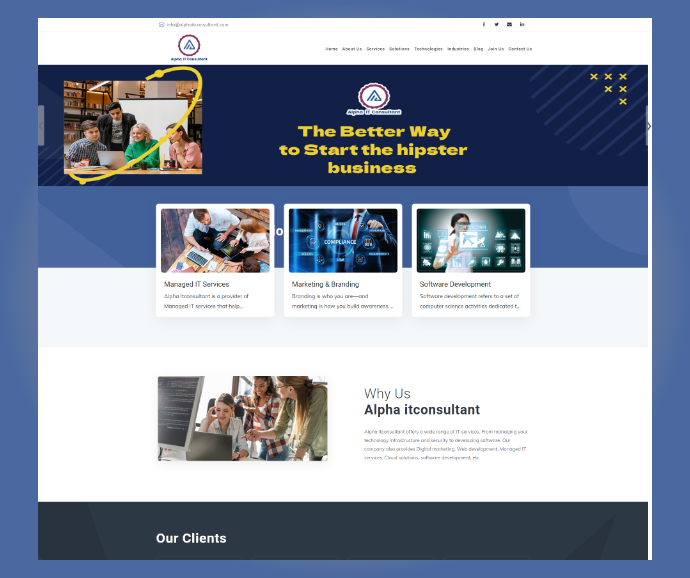 info@alphaitconsultant.com
Alpha IT Consultant
Home About Us Services Solutions Technologies Industries Blog Join Us Contact Us
Alpha IT Consultant
The Better Way
to Start the hipster
business
COMPLIANCE
Managed IT Services
Alpha itconsultant is a provider of
Managed IT services that help...
Marketing & Branding
Branding is who you are—and
marketing is how you build awareness...
Software Development
Software development refers to a set of
computer science activities dedicated t...
Why Us
Alpha itconsultant
Alpha itconsultant offers a wide range of IT services. From managing your
technology infrastructure and security to developing software. Our
company also provides Digital marketing, Web development, Managed IT
services, Cloud solutions, software development, etc.
Our Clients